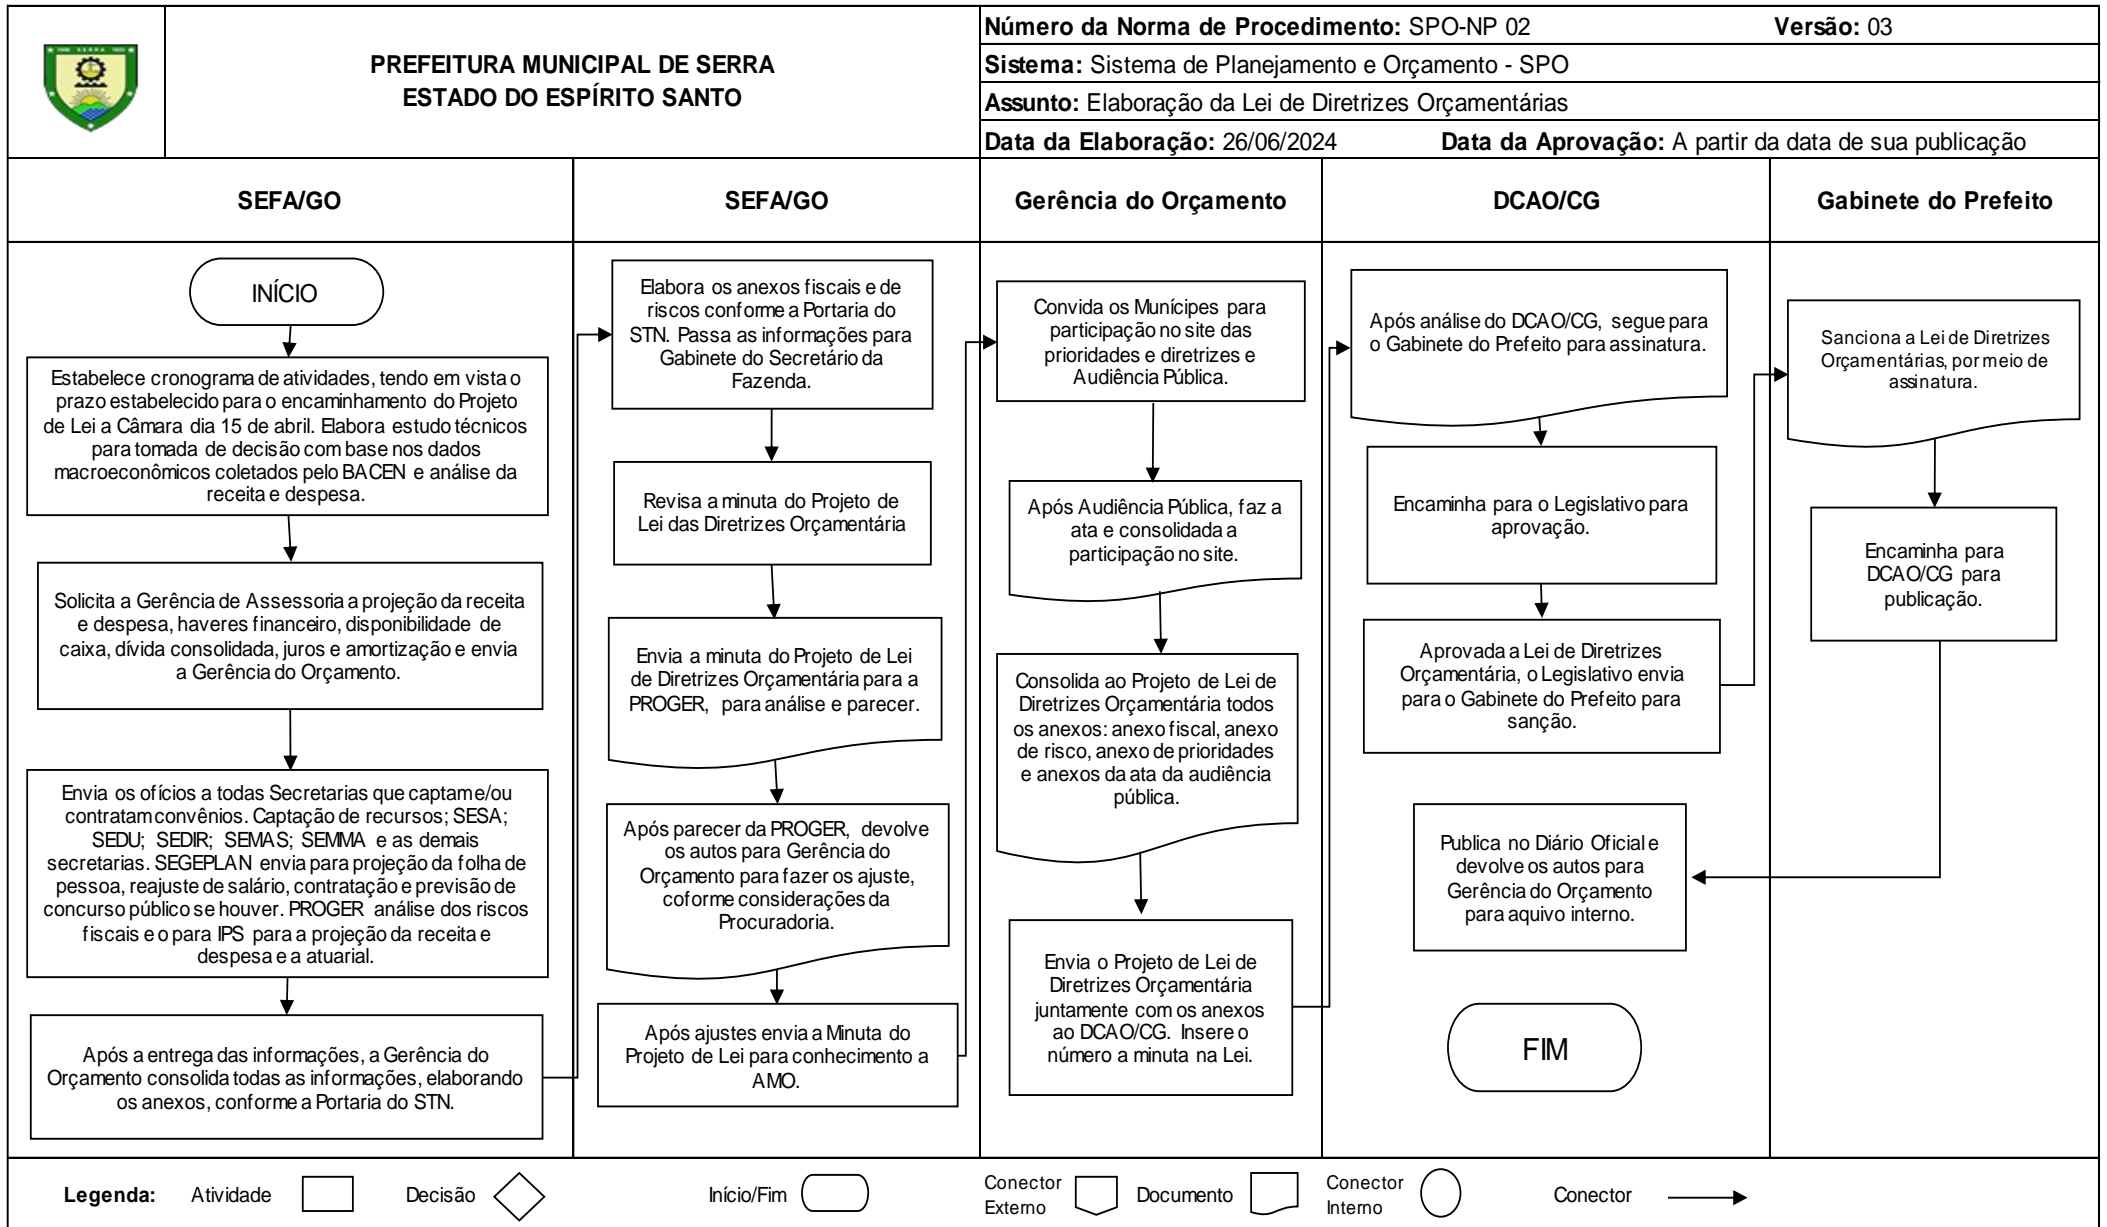 PREFEITURA MUNICIPAL DE SERRA
ESTADO DO ESPÍRITO SANTO
Número da Norma de Procedimento: SPO-NP 02 Versão: 03
Sistema: Sistema de Planejamento e Orçamento - SPO
Assunto: Elaboração da Lei de Diretrizes Orçamentárias
Data da Elaboração: 26/06/2024 Data da Aprovação: A partir da data de sua publicação
SEFA/GO
SEFA/GO
Gerência do Orçamento
DCAO/CG
Gabinete do Prefeito
INÍCIO
Estabelece cronograma de atividades, tendo em vista o
prazo estabelecido para o encaminhamento do Projeto
de Lei a Câmara dia 15 de abril. Elabora estudo técnicos
para tomada de decisão com base nos dados
macroeconômicos coletados pelo BACEN e análise da
receita e despesa.
Solicita a Gerência de Assessoria a projeção da receita
e despesa, haveres financeiro, disponibilidade de
caixa, dívida consolidada, juros e amortização e envia
a Gerência do Orçamento.
Envia os ofícios a todas Secretarias que captam e/ou
contratam convênios. Captação de recursos; SESA;
SEDU; SEDIR; SEMAS; SEMMA e as demais
secretarias. SEGEPLAN envia para projeção da folha de
pessoa, reajuste de salário, contratação e previsão de
concurso público se houver. PROGER análise dos riscos
fiscais e o para IPS para a projeção da receita e
despesa e a atuarial.
Após a entrega das informações, a Gerência do
Orçamento consolida todas as informações, elaborando
os anexos, conforme a Portaria do STN.
Elabora os anexos fiscais e de
riscos conforme a Portaria do
STN. Passa as informações para
Gabinete do Secretário da
Fazenda.
Revisa a minuta do Projeto de
Lei das Diretrizes Orçamentária
Envia a minuta do Projeto de Lei
de Diretrizes Orçamentária para a
PROGER, para análise e parecer.
Após parecer da PROGER, devolve
os autos para Gerência do
Orçamento para fazer os ajuste,
coforme considerações da
Procuradoria.
Após ajustes envia a Minuta do
Projeto de Lei para conhecimento a
AMO.
Convida os Munícipes para
participação no site das
prioridades e diretrizes e
Audiência Pública.
Após Audiência Pública, faz a
ata e consolidada a
participação no site.
Consolida ao Projeto de Lei de
Diretrizes Orçamentária todos
os anexos: anexo fiscal, anexo
de risco, anexo de prioridades
e anexos da ata da audiência
pública.
Envia o Projeto de Lei de
Diretrizes Orçamentária
juntamente com os anexos
ao DCAO/CG. Insere o
número a minuta na Lei.
Após análise do DCAO/CG, segue para
o Gabinete do Prefeito para assinatura.
Encaminha para o Legislativo para
aprovação.
Aprovada a Lei de Diretrizes
Orçamentária, o Legislativo envia
para o Gabinete do Prefeito para
sanção.
Publica no Diário Oficial e
devolve os autos para
Gerência do Orçamento
para aquivo interno.
FIM
Sanciona a Lei de Diretrizes
Orçamentárias, por meio de
assinatura.
Encaminha para
DCAO/CG para
publicação.
Legenda: Atividade Decisão Início/Fim
Conector
Externo
Documento
Conector
Interno
Conector